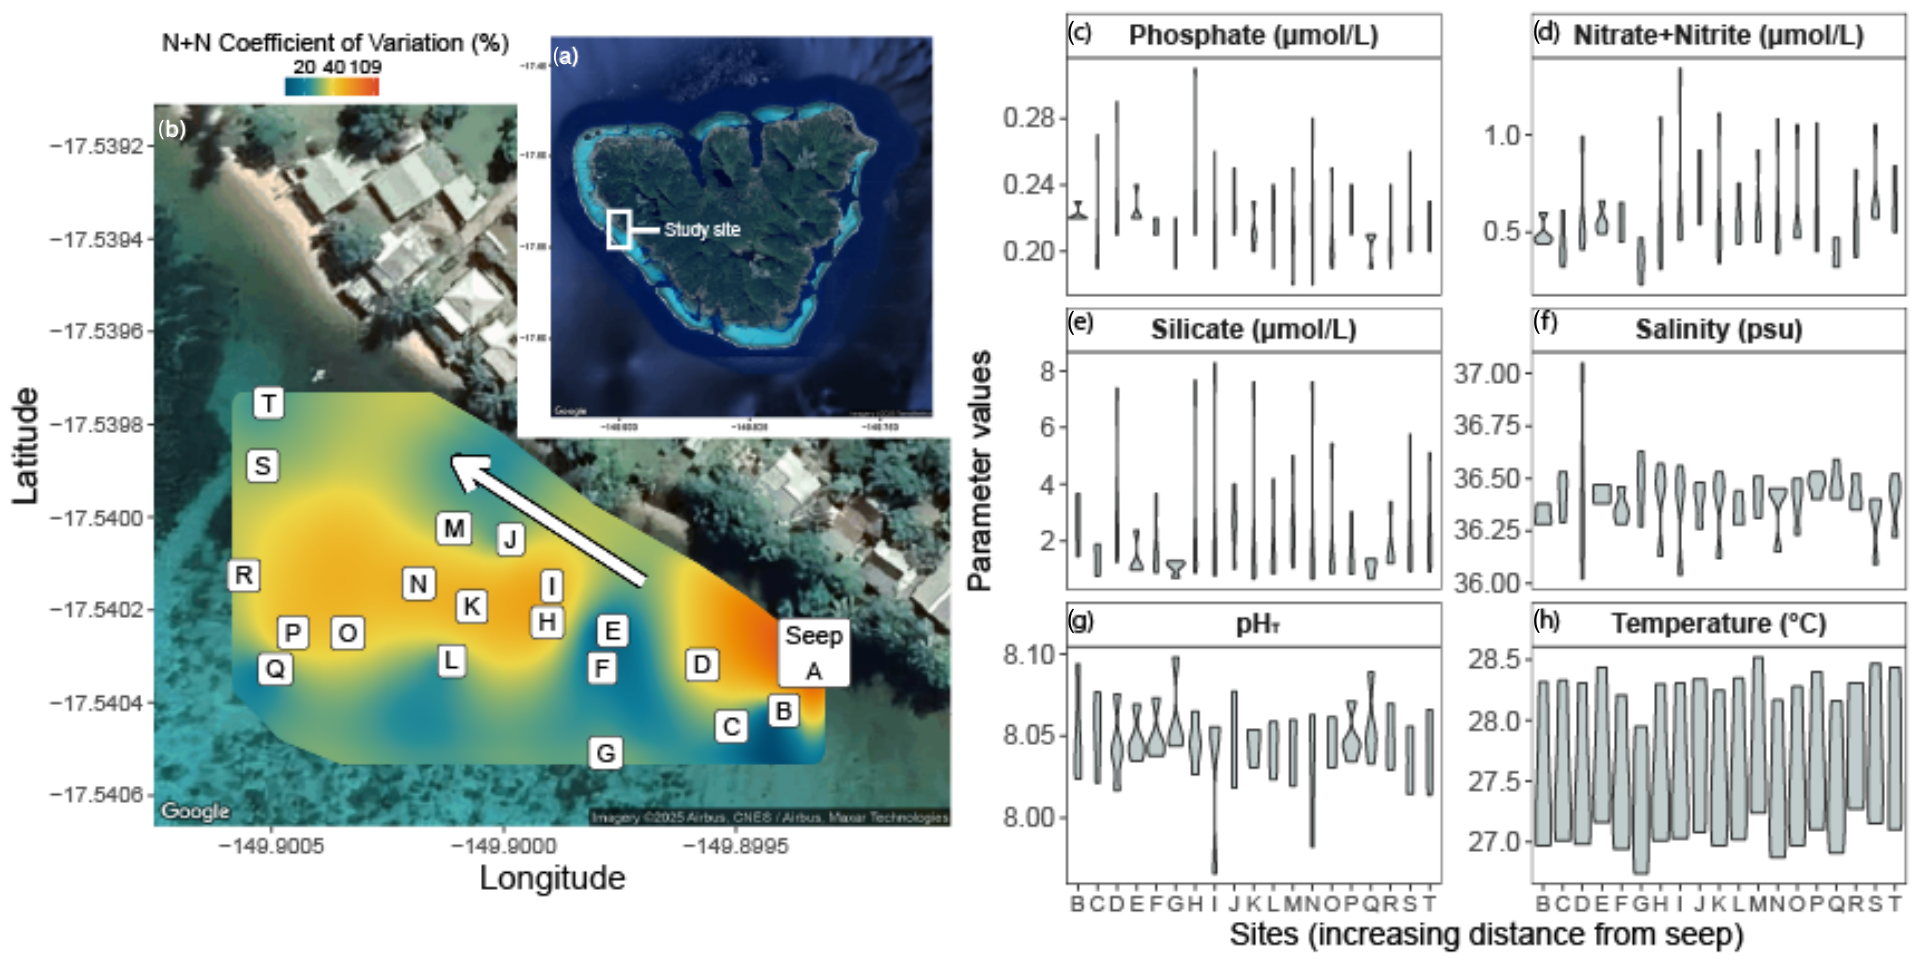 N+N Coefficient of Variation (%)
20 40 109
(a)
Study site
Google
(b)
−17.5392
−17.5394
−17.5396
−17.5398
−17.5400
−17.5402
−17.5404
−17.5406
Latitude
T
S
M
J
R
N
I
K
H
P
O
E
Seep
A
Q
L
F
D
B
C
G
Google
Imagery ©2025 Airbus, CNES / Airbus, Maxar Technologies
−149.9005
−149.9000
−149.8995
Longitude
Parameter values
(c) Phosphate (µmol/L)
0.28
0.24
0.20
(d) Nitrate+Nitrite (µmol/L)
1.0
0.5
(e) Silicate (µmol/L)
8
6
4
2
(f) Salinity (psu)
37.00
36.75
36.50
36.25
36.00
(g) pHT
8.10
8.05
8.00
B C D E F G H I J K L M N O P Q R S T
(h) Temperature (°C)
28.5
28.0
27.5
27.0
B C D E F G H I J K L M N O P Q R S T
Sites (increasing distance from seep)